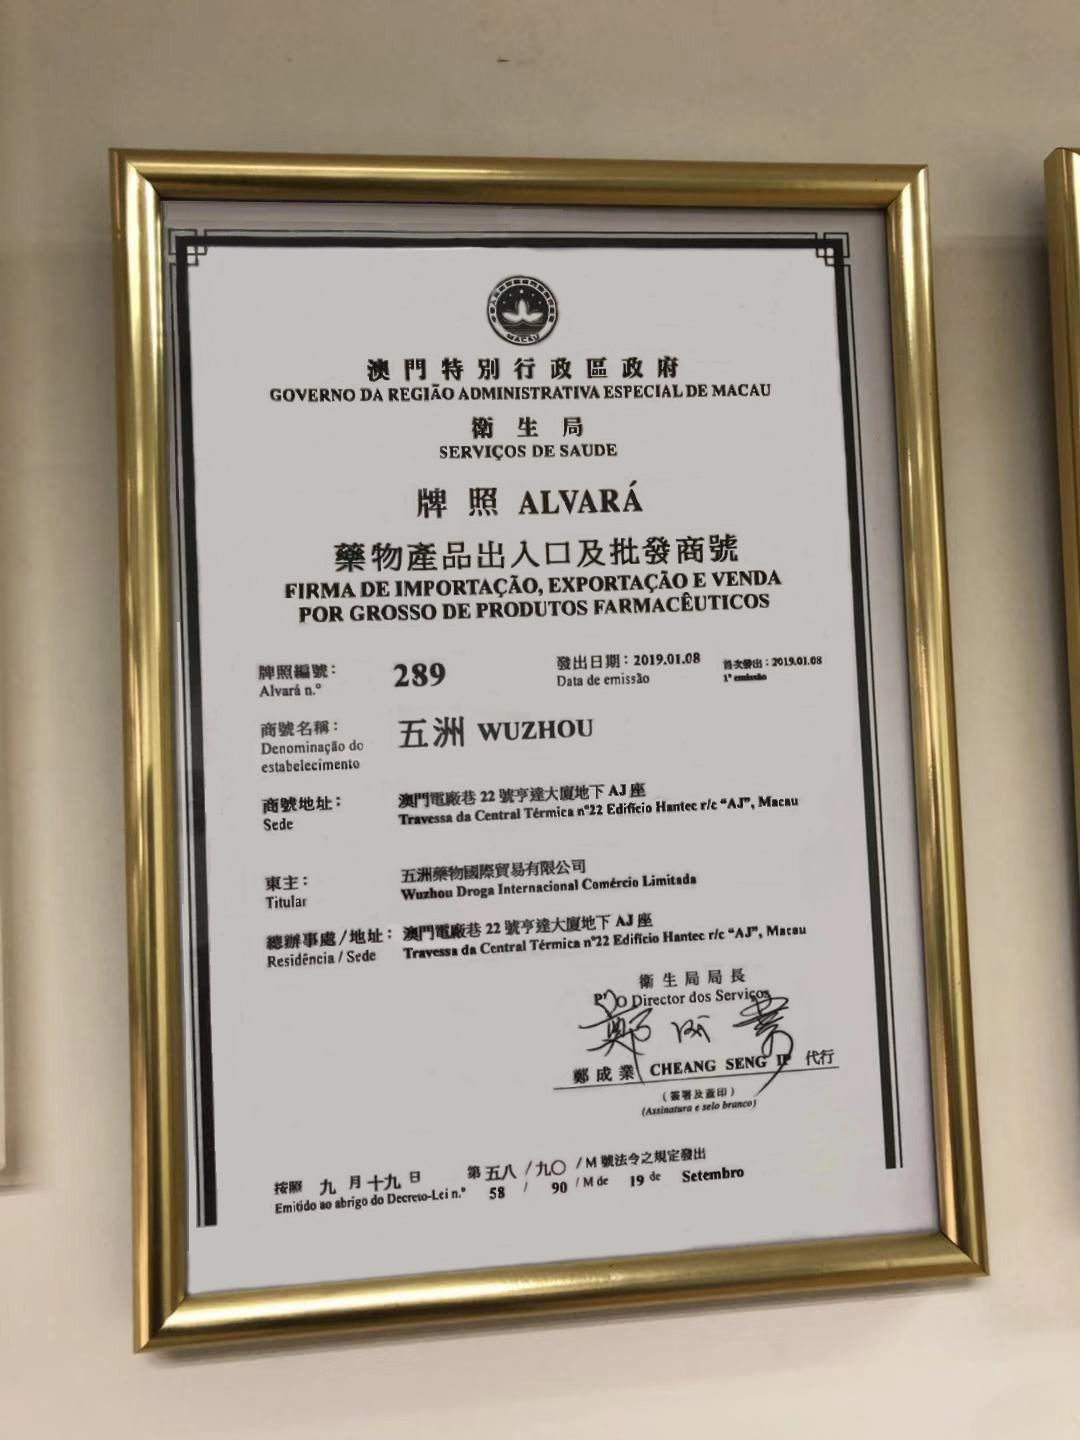 MACAU
澳門特別行政區政府
GOVERNO DA REGIÃO ADMINISTRATIVA ESPECIAL DE MACAU
衛生局
SERVIÇOS DE SAUDE
牌照 ALVARÁ
藥物產品出入口及批發商號
FIRMA DE IMPORTAÇÃO, EXPORTAÇÃO E VENDA
POR GROSSO DE PRODUTOS FARMACÊUTICOS
牌照編號： 289 發出日期：2019.01.08 首次發出：2019.01.08
Alvará n.º Data de emissão 1ª emissão
商號名稱： 五洲 WUZHOU
Denominação do
estabelecimento
商號地址： 澳門電廠巷 22 號亨達大廈地下 AJ 座
Sede Travessa da Central Térmica nº22 Edifício Hantec r/c “AJ”, Macau
東主： 五洲藥物國際貿易有限公司
Titular Wuzhou Droga Internacional Comércio Limitada
總辦事處/地址： 澳門電廠巷 22 號亨達大廈地下 AJ 座
Residência / Sede Travessa da Central Térmica nº22 Edifício Hantec r/c “AJ”, Macau
衛生局局長
Director dos Serviços
鄭成業
鄭成業 CHEANG SENG IP 代行
（簽署及蓋印）
(Assinatura e selo branco)
按照 九 月十九 日 第五八 /九〇 /M 號法令之規定發出
Emitido ao abrigo do Decreto-Lei n.º 58 / 90 / M de 19 de Setembro